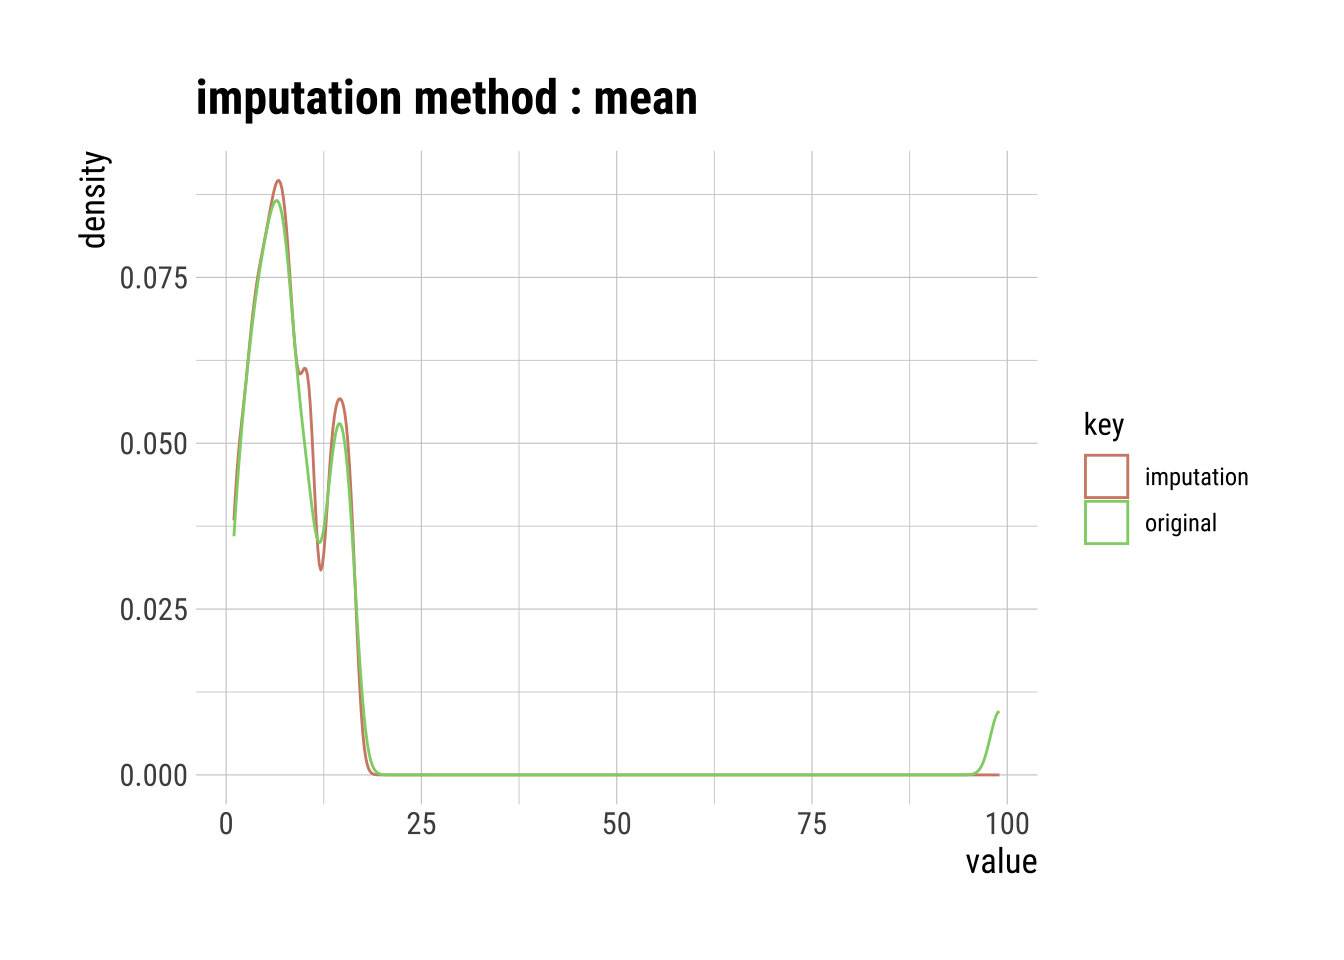 imputation method : mean
density
0.075
0.050
0.025
0.000
0 25 50 75 100
value
key
imputation
original